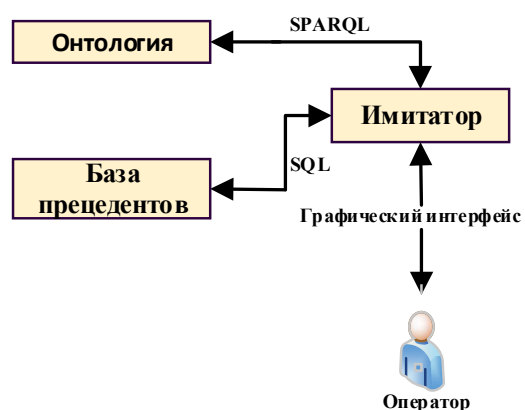 SPARQL
Онтология
Имитатор
База
прецедентов
SQL
Графический интерфейс
Оператор